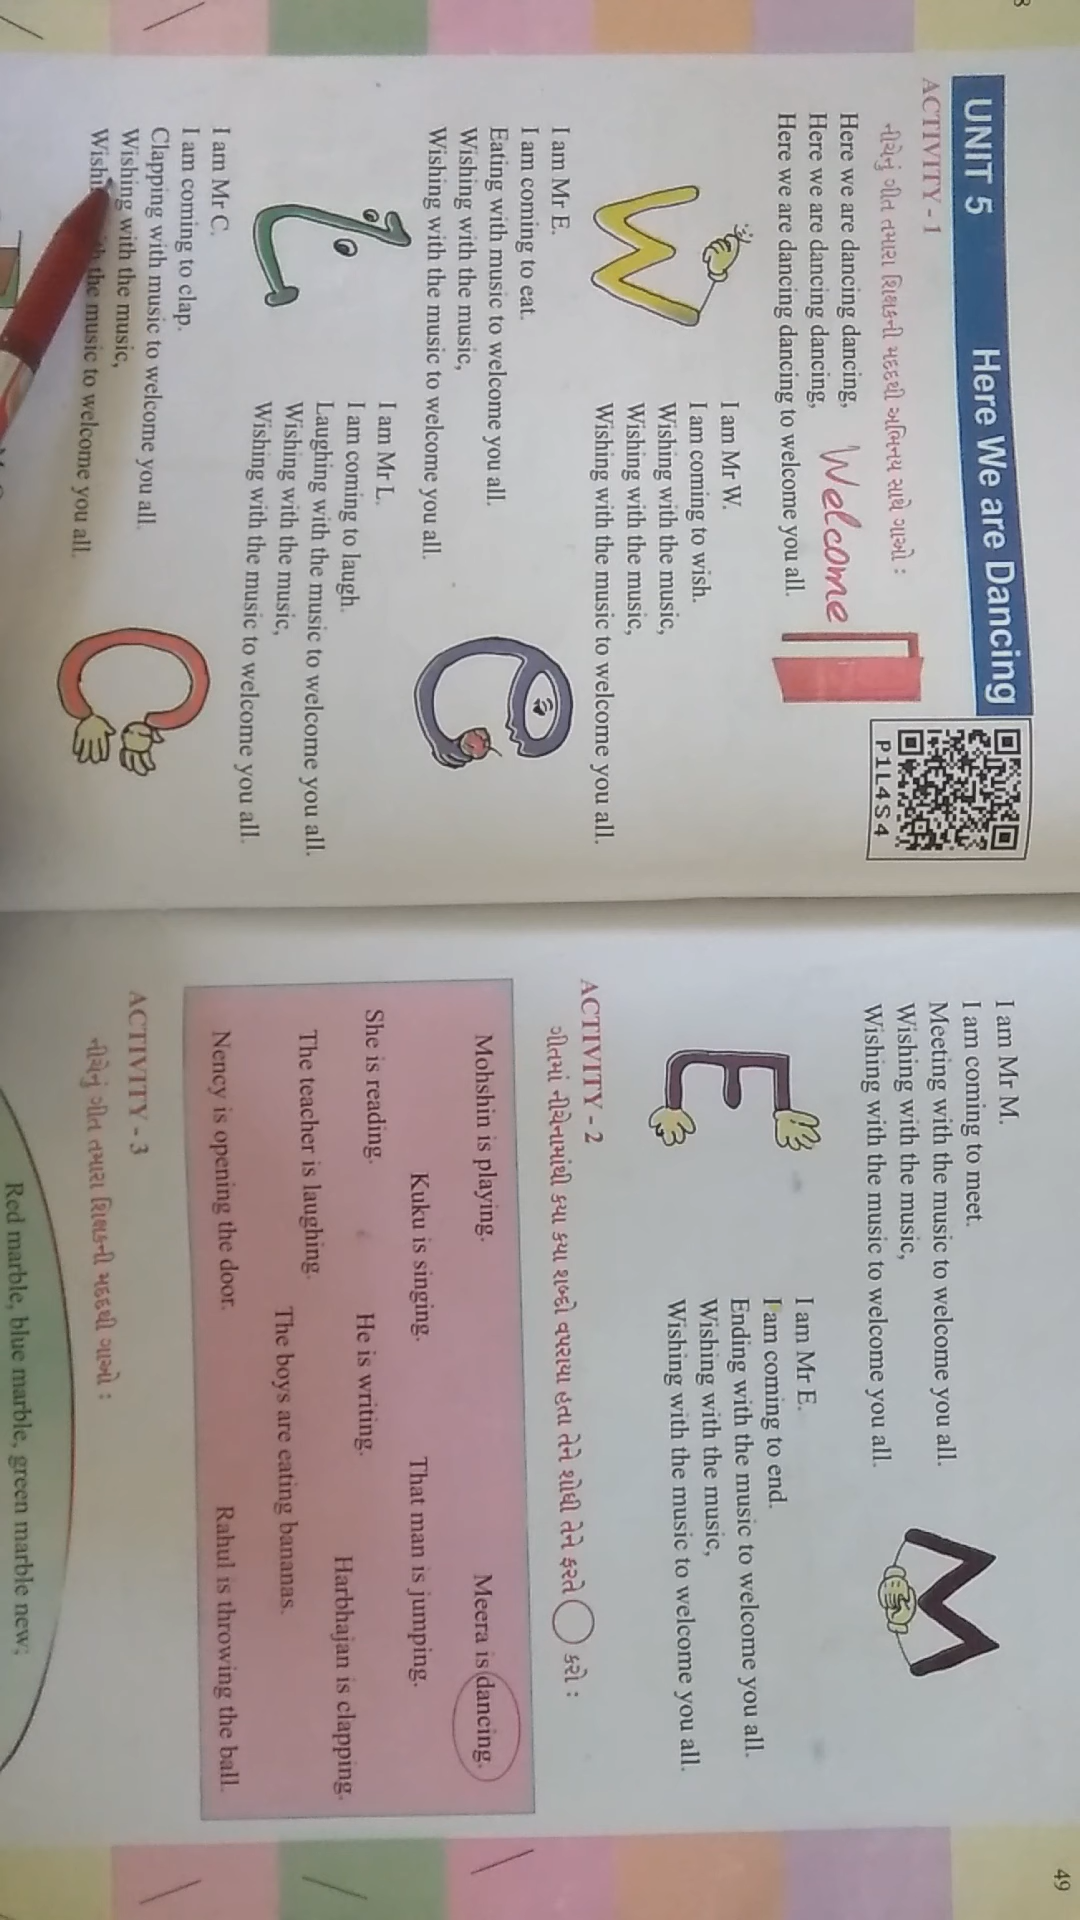 UNIT 5 Here We are Dancing
ACTIVITY - 1
નીચેનું ગીત તમારા શિક્ષકની મદદથી અભિનય સાથે ગાઓ :
Here we are dancing dancing,
Here we are dancing dancing,
Here we are dancing dancing to welcome you all.
Welcome
P1L4S4
I am Mr W.
I am coming to wish.
Wishing with the music,
Wishing with the music,
Wishing with the music to welcome you all.
I am Mr E.
I am coming to eat.
Eating with music to welcome you all.
Wishing with the music,
Wishing with the music to welcome you all.
I am Mr L.
I am coming to laugh.
Laughing with the music to welcome you all.
Wishing with the music,
Wishing with the music to welcome you all.
I am Mr C.
I am coming to clap.
Clapping with music to welcome you all.
Wishing with the music,
the music to welcome you all.
49
I am Mr M.
I am coming to meet.
Meeting with the music to welcome you all.
Wishing with the music,
Wishing with the music to welcome you all.
I am Mr E.
I am coming to end.
Ending with the music to welcome you all.
Wishing with the music,
Wishing with the music to welcome you all.
ACTIVITY - 2
ગીતમાં નીચેનામાંથી કયા કયા શબ્દો વપરાયા હતા તેને શોધી તેને ફરતે કરો :
Mohshin is playing. Meera is dancing.
Kuku is singing. That man is jumping.
She is reading. He is writing. Harbhajan is clapping.
The teacher is laughing. The boys are eating bananas.
Nency is opening the door. Rahul is throwing the ball.
ACTIVITY - 3
નીચેનું ગીત તમારા શિક્ષકની મદદથી ગાઓ :
Red marble, blue marble, green marble new;